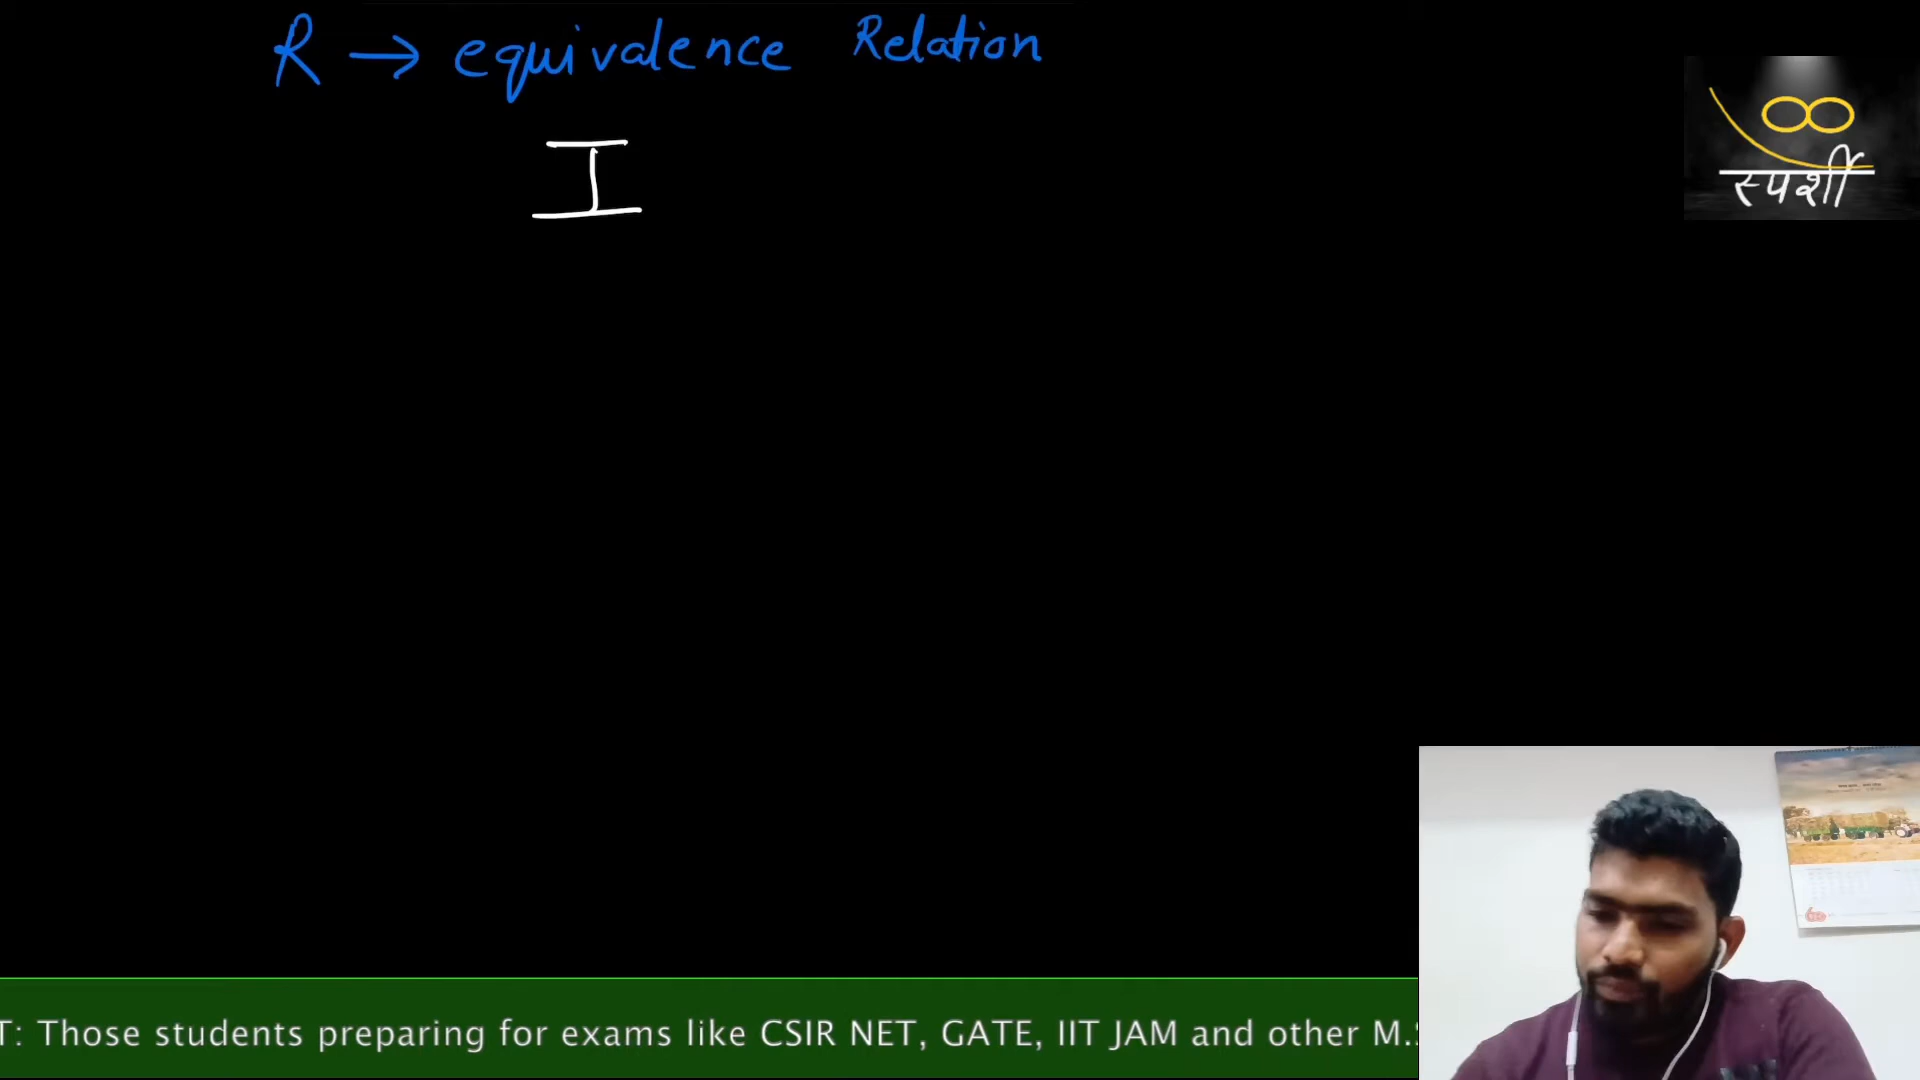 R → equivalence Relation
I
स्पर्शी
T: Those students preparing for exams like CSIR NET, GATE, IIT JAM and other M.S